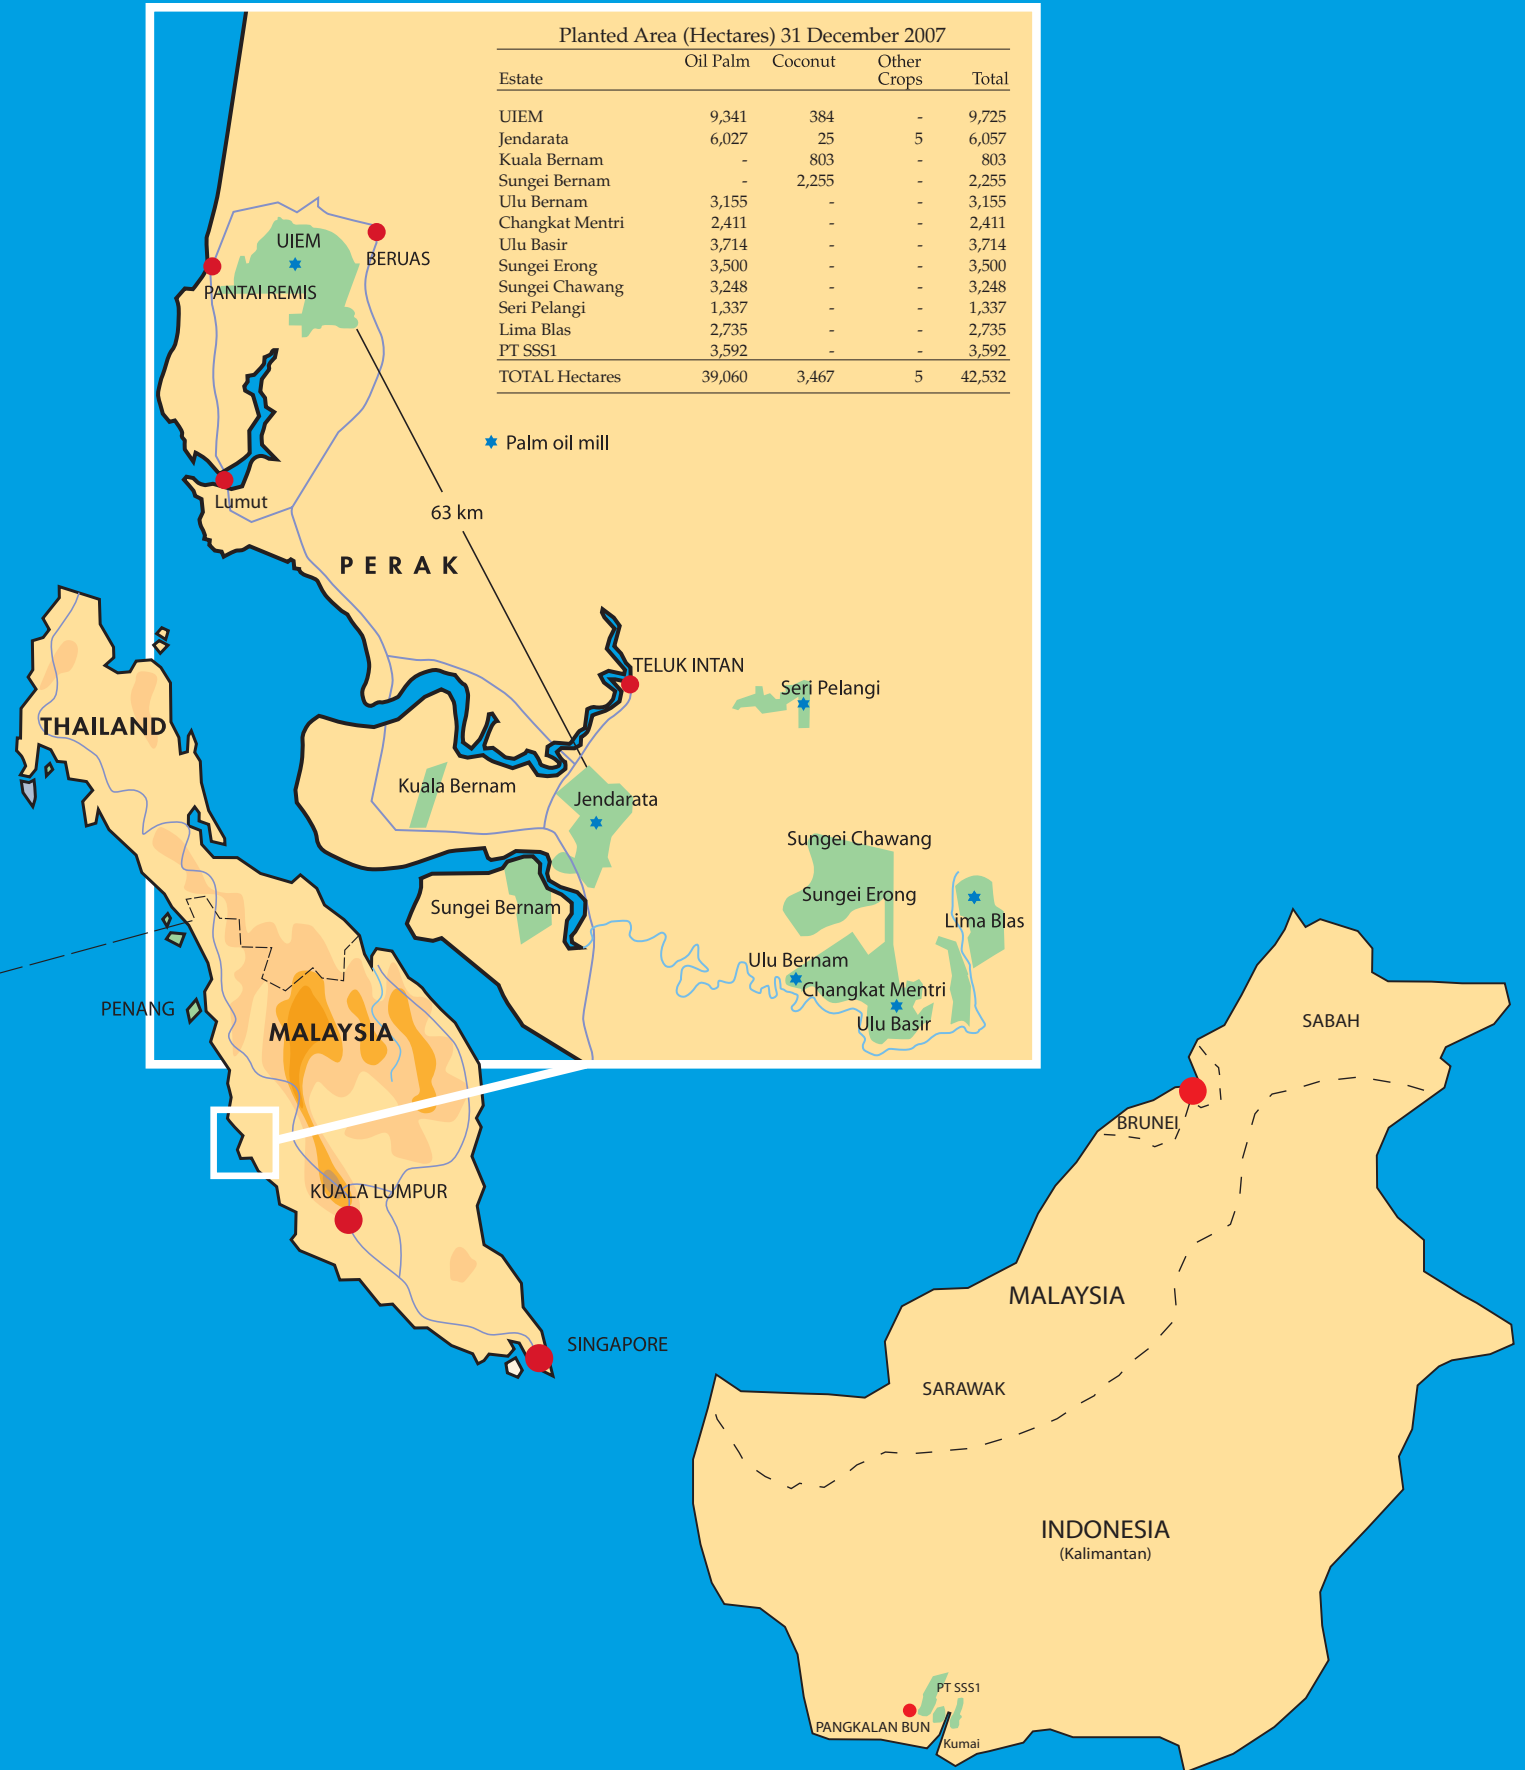 Planted Area (Hectares) 31 December 2007
Estate Oil Palm Coconut Other Crops Total
UIEM 9,341 384 - 9,725
Jendarata 6,027 25 5 6,057
Kuala Bernam - 803 - 803
Sungei Bernam - 2,255 - 2,255
Ulu Bernam 3,155 - - 3,155
Changkat Mentri 2,411 - - 2,411
Ulu Basir 3,714 - - 3,714
Sungei Erong 3,500 - - 3,500
Sungei Chawang 3,248 - - 3,248
Seri Pelangi 1,337 - - 1,337
Lima Blas 2,735 - - 2,735
PT SSS1 3,592 - - 3,592
TOTAL Hectares 39,060 3,467 5 42,532
UIEM
BERUAS
PANTAI REMIS
Palm oil mill
Lumut
63 km
PERAK
TELUK INTAN
Seri Pelangi
THAILAND
Kuala Bernam
Jendarata
Sungei Chawang
Sungei Erong
Sungei Bernam
Lima Blas
Ulu Bernam
Changkat Mentri
Ulu Basir
PENANG
MALAYSIA
KUALA LUMPUR
SINGAPORE
SABAH
BRUNEI
MALAYSIA
SARAWAK
INDONESIA
(Kalimantan)
PT SSS1
PANGKALAN BUN
Kumai